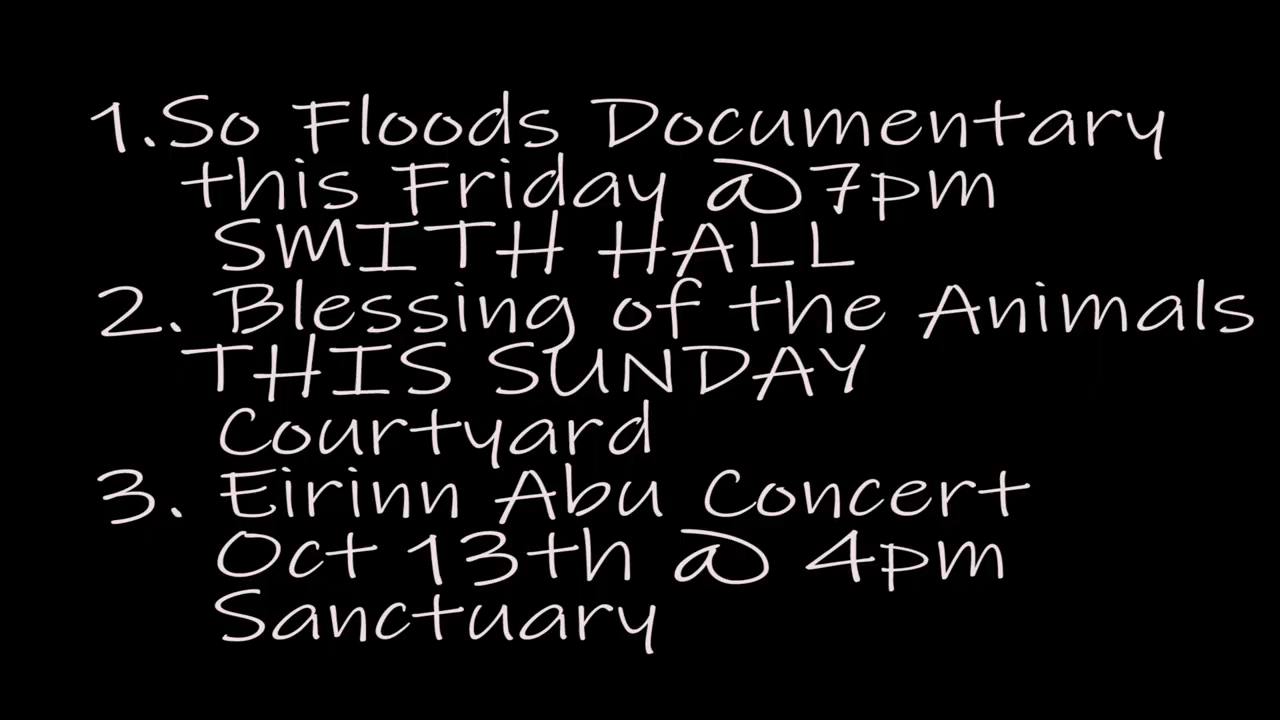 1.So Floods Documentary
this Friday @7pm
SMITH HALL
2. Blessing of the Animals
THIS SUNDAY
Courtyard
3. Eirinn Abu Concert
Oct 13th @ 4pm
Sanctuary